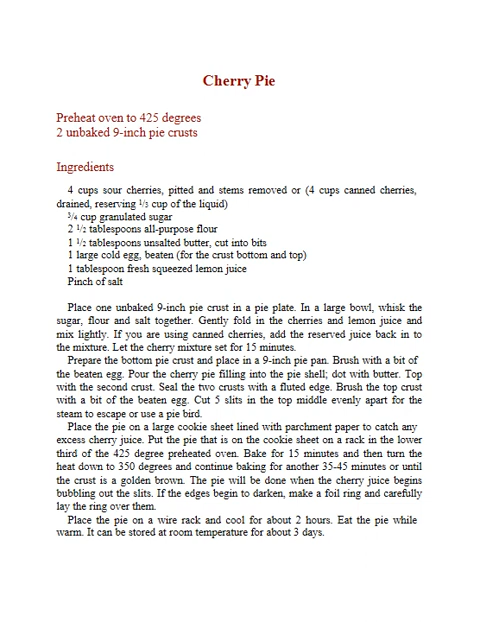 Cherry Pie
Preheat oven to 425 degrees
2 unbaked 9-inch pie crusts
Ingredients
4 cups sour cherries, pitted and stems removed or (4 cups canned cherries,
drained, reserving 1/3 cup of the liquid)
3/4 cup granulated sugar
2 1/2 tablespoons all-purpose flour
1 1/2 tablespoons unsalted butter, cut into bits
1 large cold egg, beaten (for the crust bottom and top)
1 tablespoon fresh squeezed lemon juice
Pinch of salt
Place one unbaked 9-inch pie crust in a pie plate. In a large bowl, whisk the
sugar, flour and salt together. Gently fold in the cherries and lemon juice and
mix lightly. If you are using canned cherries, add the reserved juice back in to
the mixture. Let the cherry mixture set for 15 minutes.
Prepare the bottom pie crust and place in a 9-inch pie pan. Brush with a bit of
the beaten egg. Pour the cherry pie filling into the pie shell; dot with butter. Top
with the second crust. Seal the two crusts with a fluted edge. Brush the top crust
with a bit of the beaten egg. Cut 5 slits in the top middle evenly apart for the
steam to escape or use a pie bird.
Place the pie on a large cookie sheet lined with parchment paper to catch any
excess cherry juice. Put the pie that is on the cookie sheet on a rack in the lower
third of the 425 degree preheated oven. Bake for 15 minutes and then turn the
heat down to 350 degrees and continue baking for another 35-45 minutes or until
the crust is a golden brown. The pie will be done when the cherry juice begins
bubbling out the slits. If the edges begin to darken, make a foil ring and carefully
lay the ring over them.
Place the pie on a wire rack and cool for about 2 hours. Eat the pie while
warm. It can be stored at room temperature for about 3 days.